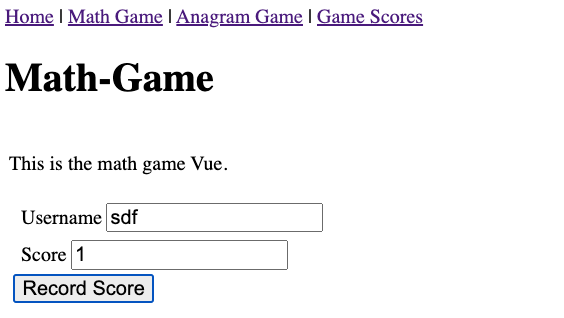 Home | Math Game | Anagram Game | Game Scores
Math-Game
This is the math game Vue.
Username sdf
Score 1
Record Score